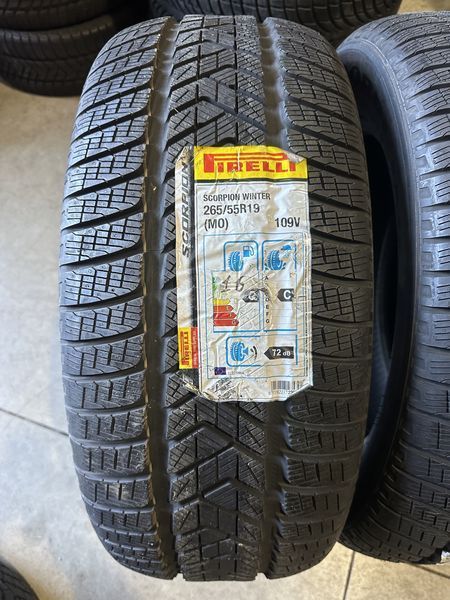 PIRELLI
SCORPION WINTER
265/55R19
(MO) 109V
SCORPION
PIRELLI
C
C
72 dB